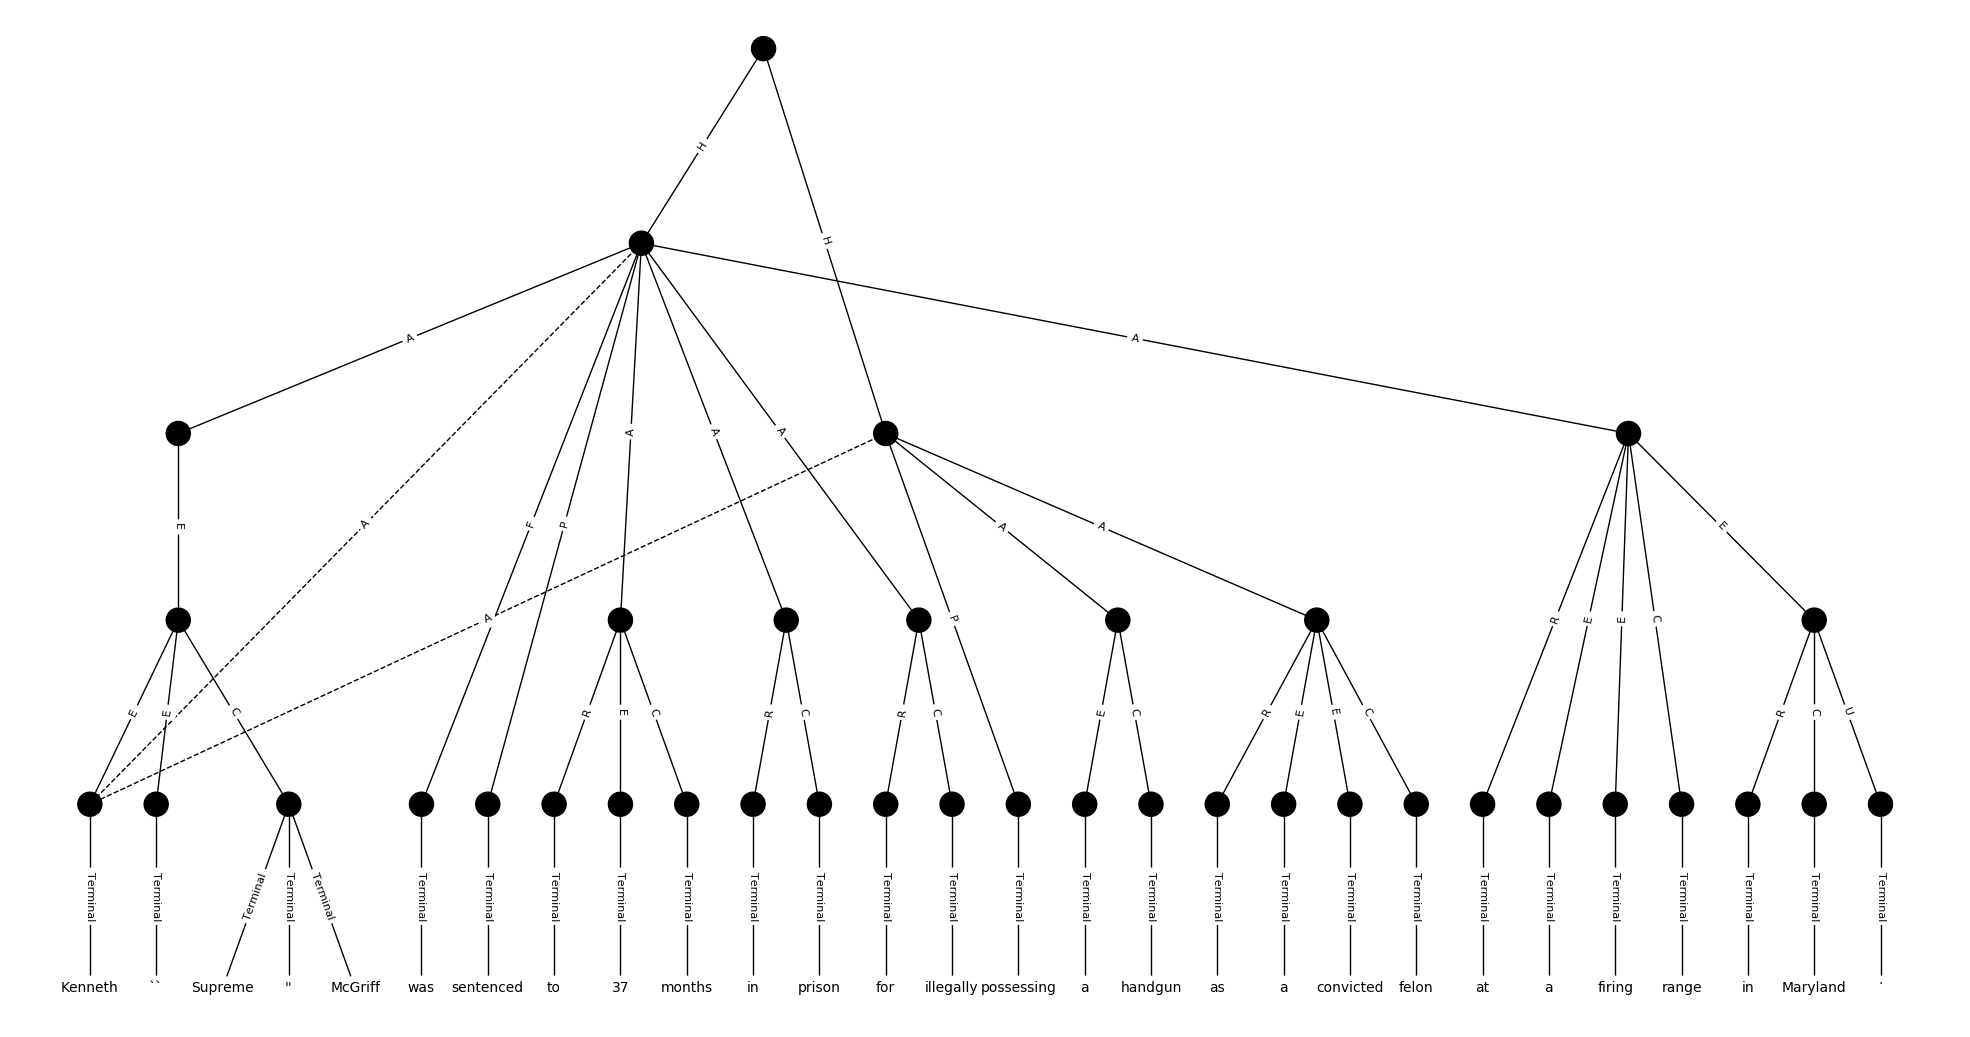 H
H
A
A
A
A
A
A
E
A
F
P
A
A
R
E
E
C
E
A
P
E
E
C
R
E
C
R
C
R
C
E
C
R
E
E
C
R
C
U
Terminal Terminal Terminal Terminal Terminal Terminal Terminal Terminal Terminal Terminal Terminal Terminal Terminal Terminal Terminal Terminal Terminal Terminal Terminal Terminal Terminal Terminal Terminal Terminal Terminal Terminal Terminal
Kenneth `` Supreme " McGriff was sentenced to 37 months in prison for illegally possessing a handgun as a convicted felon at a firing range in Maryland .